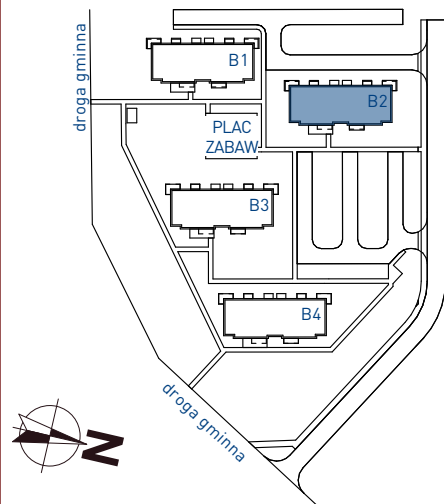 B1
B2
droga gminna
PLAC
ZABAW
B3
B4
droga gminna
N